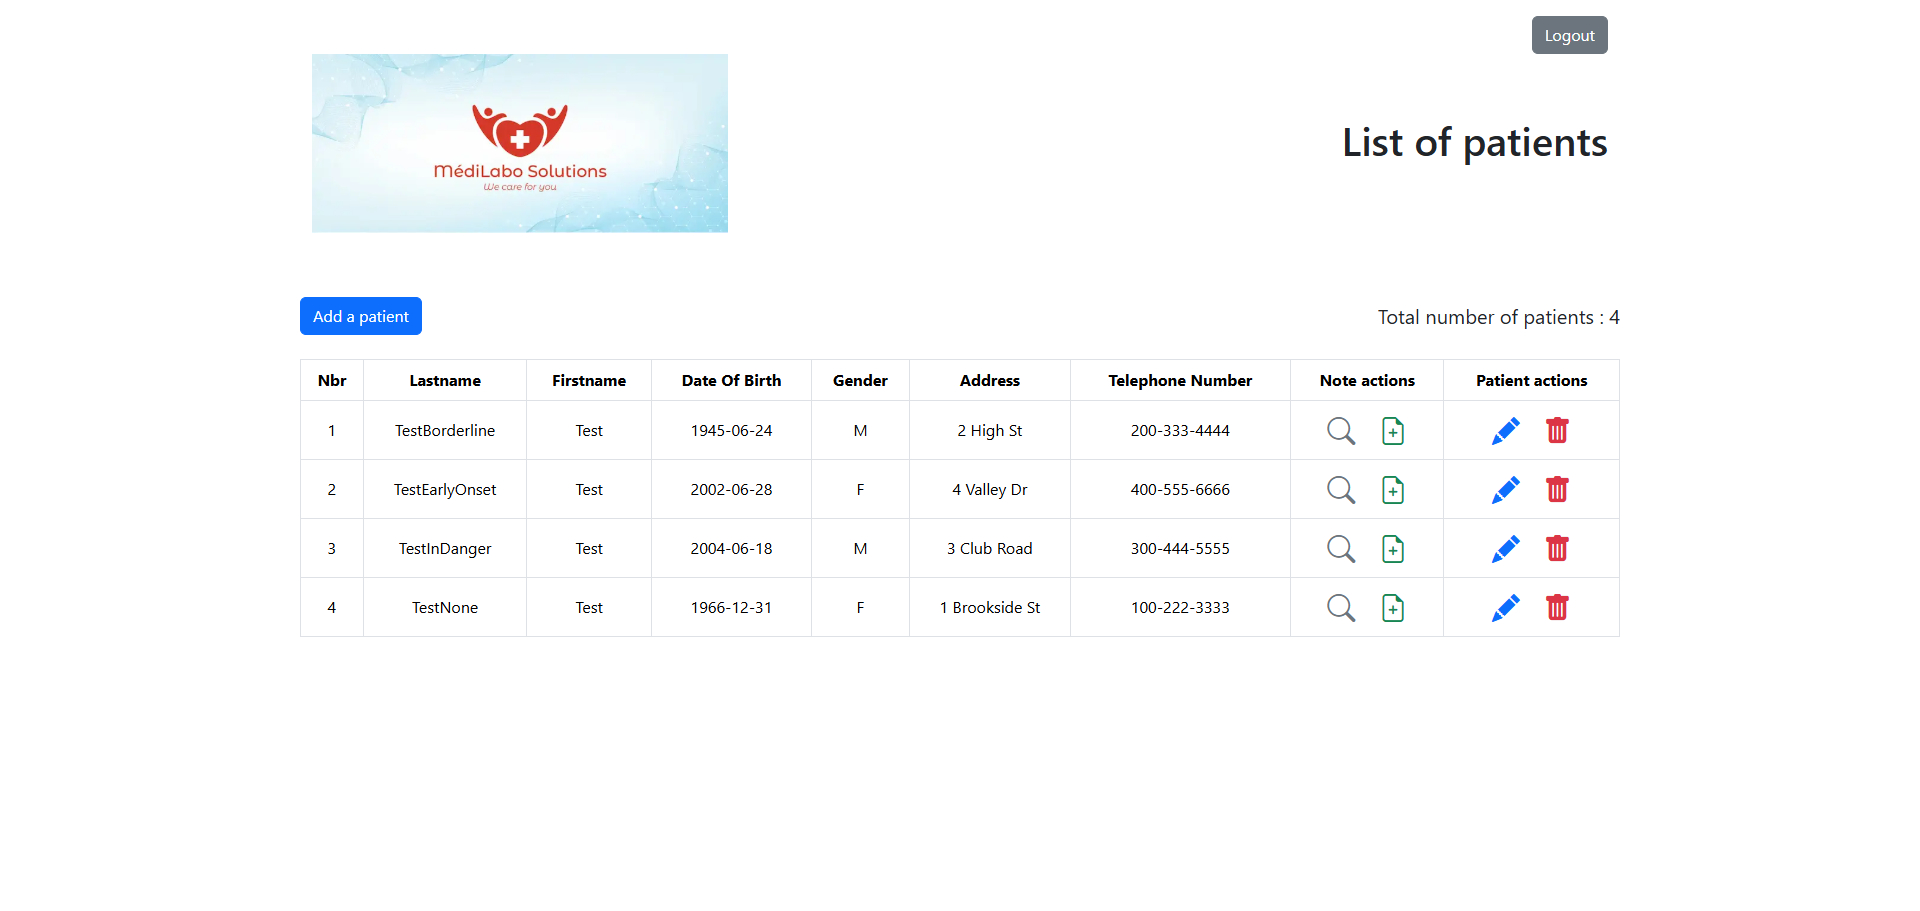 Logout
MédiLabo Solutions
We care for you
List of patients
Add a patient
Total number of patients : 4
Nbr Lastname Firstname Date Of Birth Gender Address Telephone Number Note actions Patient actions
1 TestBorderline Test 1945-06-24 M 2 High St 200-333-4444
2 TestEarlyOnset Test 2002-06-28 F 4 Valley Dr 400-555-6666
3 TestInDanger Test 2004-06-18 M 3 Club Road 300-444-5555
4 TestNone Test 1966-12-31 F 1 Brookside St 100-222-3333